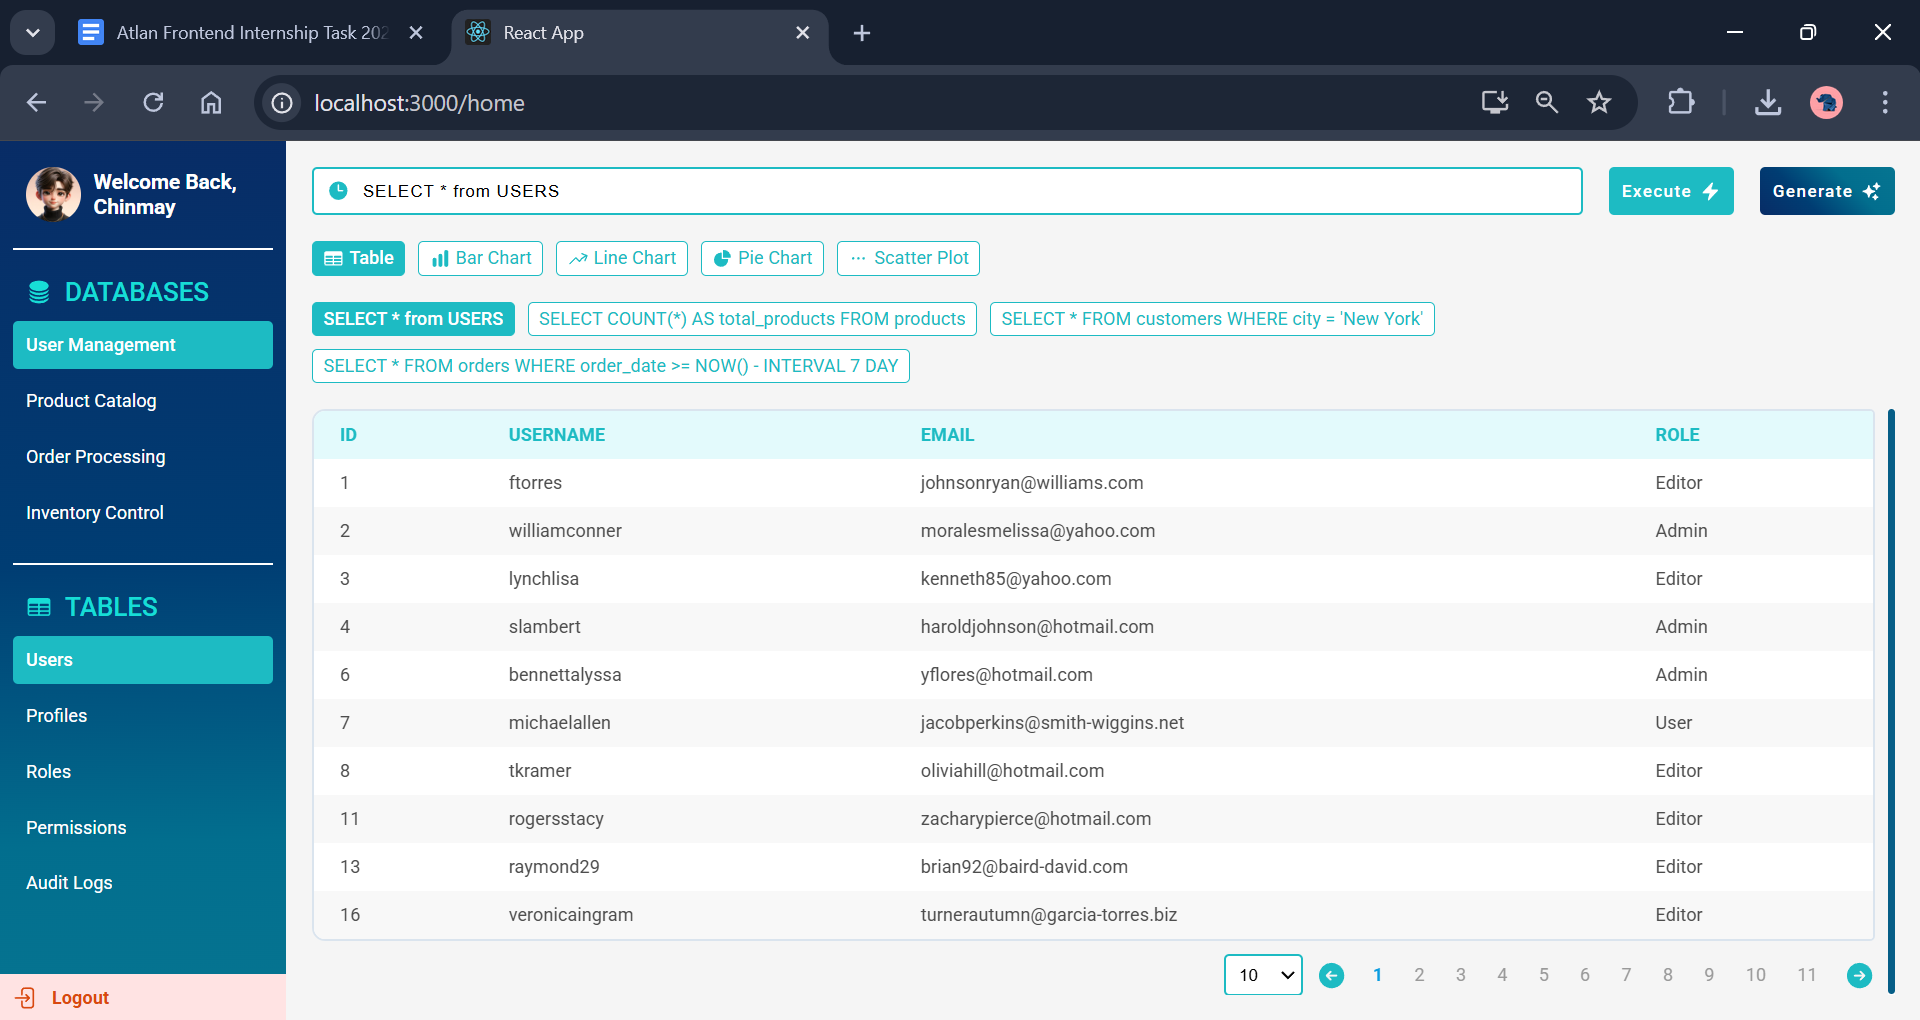 Atlan Frontend Internship Task 202
React App
localhost:3000/home
Welcome Back,
Chinmay
DATABASES
User Management
Product Catalog
Order Processing
Inventory Control
TABLES
Users
Profiles
Roles
Permissions
Audit Logs
Logout
SELECT * from USERS
Execute
Generate
Table
Bar Chart
Line Chart
Pie Chart
Scatter Plot
SELECT * from USERS
SELECT COUNT(*) AS total_products FROM products
SELECT * FROM customers WHERE city = 'New York'
SELECT * FROM orders WHERE order_date >= NOW() - INTERVAL 7 DAY
ID USERNAME EMAIL ROLE
1 ftorres johnsonryan@williams.com Editor
2 williamconner moralesmelissa@yahoo.com Admin
3 lynchlisa kenneth85@yahoo.com Editor
4 slambert haroldjohnson@hotmail.com Admin
6 bennettalyssa yflores@hotmail.com Admin
7 michaelallen jacobperkins@smith-wiggins.net User
8 tkramer oliviahill@hotmail.com Editor
11 rogersstacy zacharypierce@hotmail.com Editor
13 raymond29 brian92@baird-david.com Editor
16 veronicaingram turnerautumn@garcia-torres.biz Editor
10 1 2 3 4 5 6 7 8 9 10 11